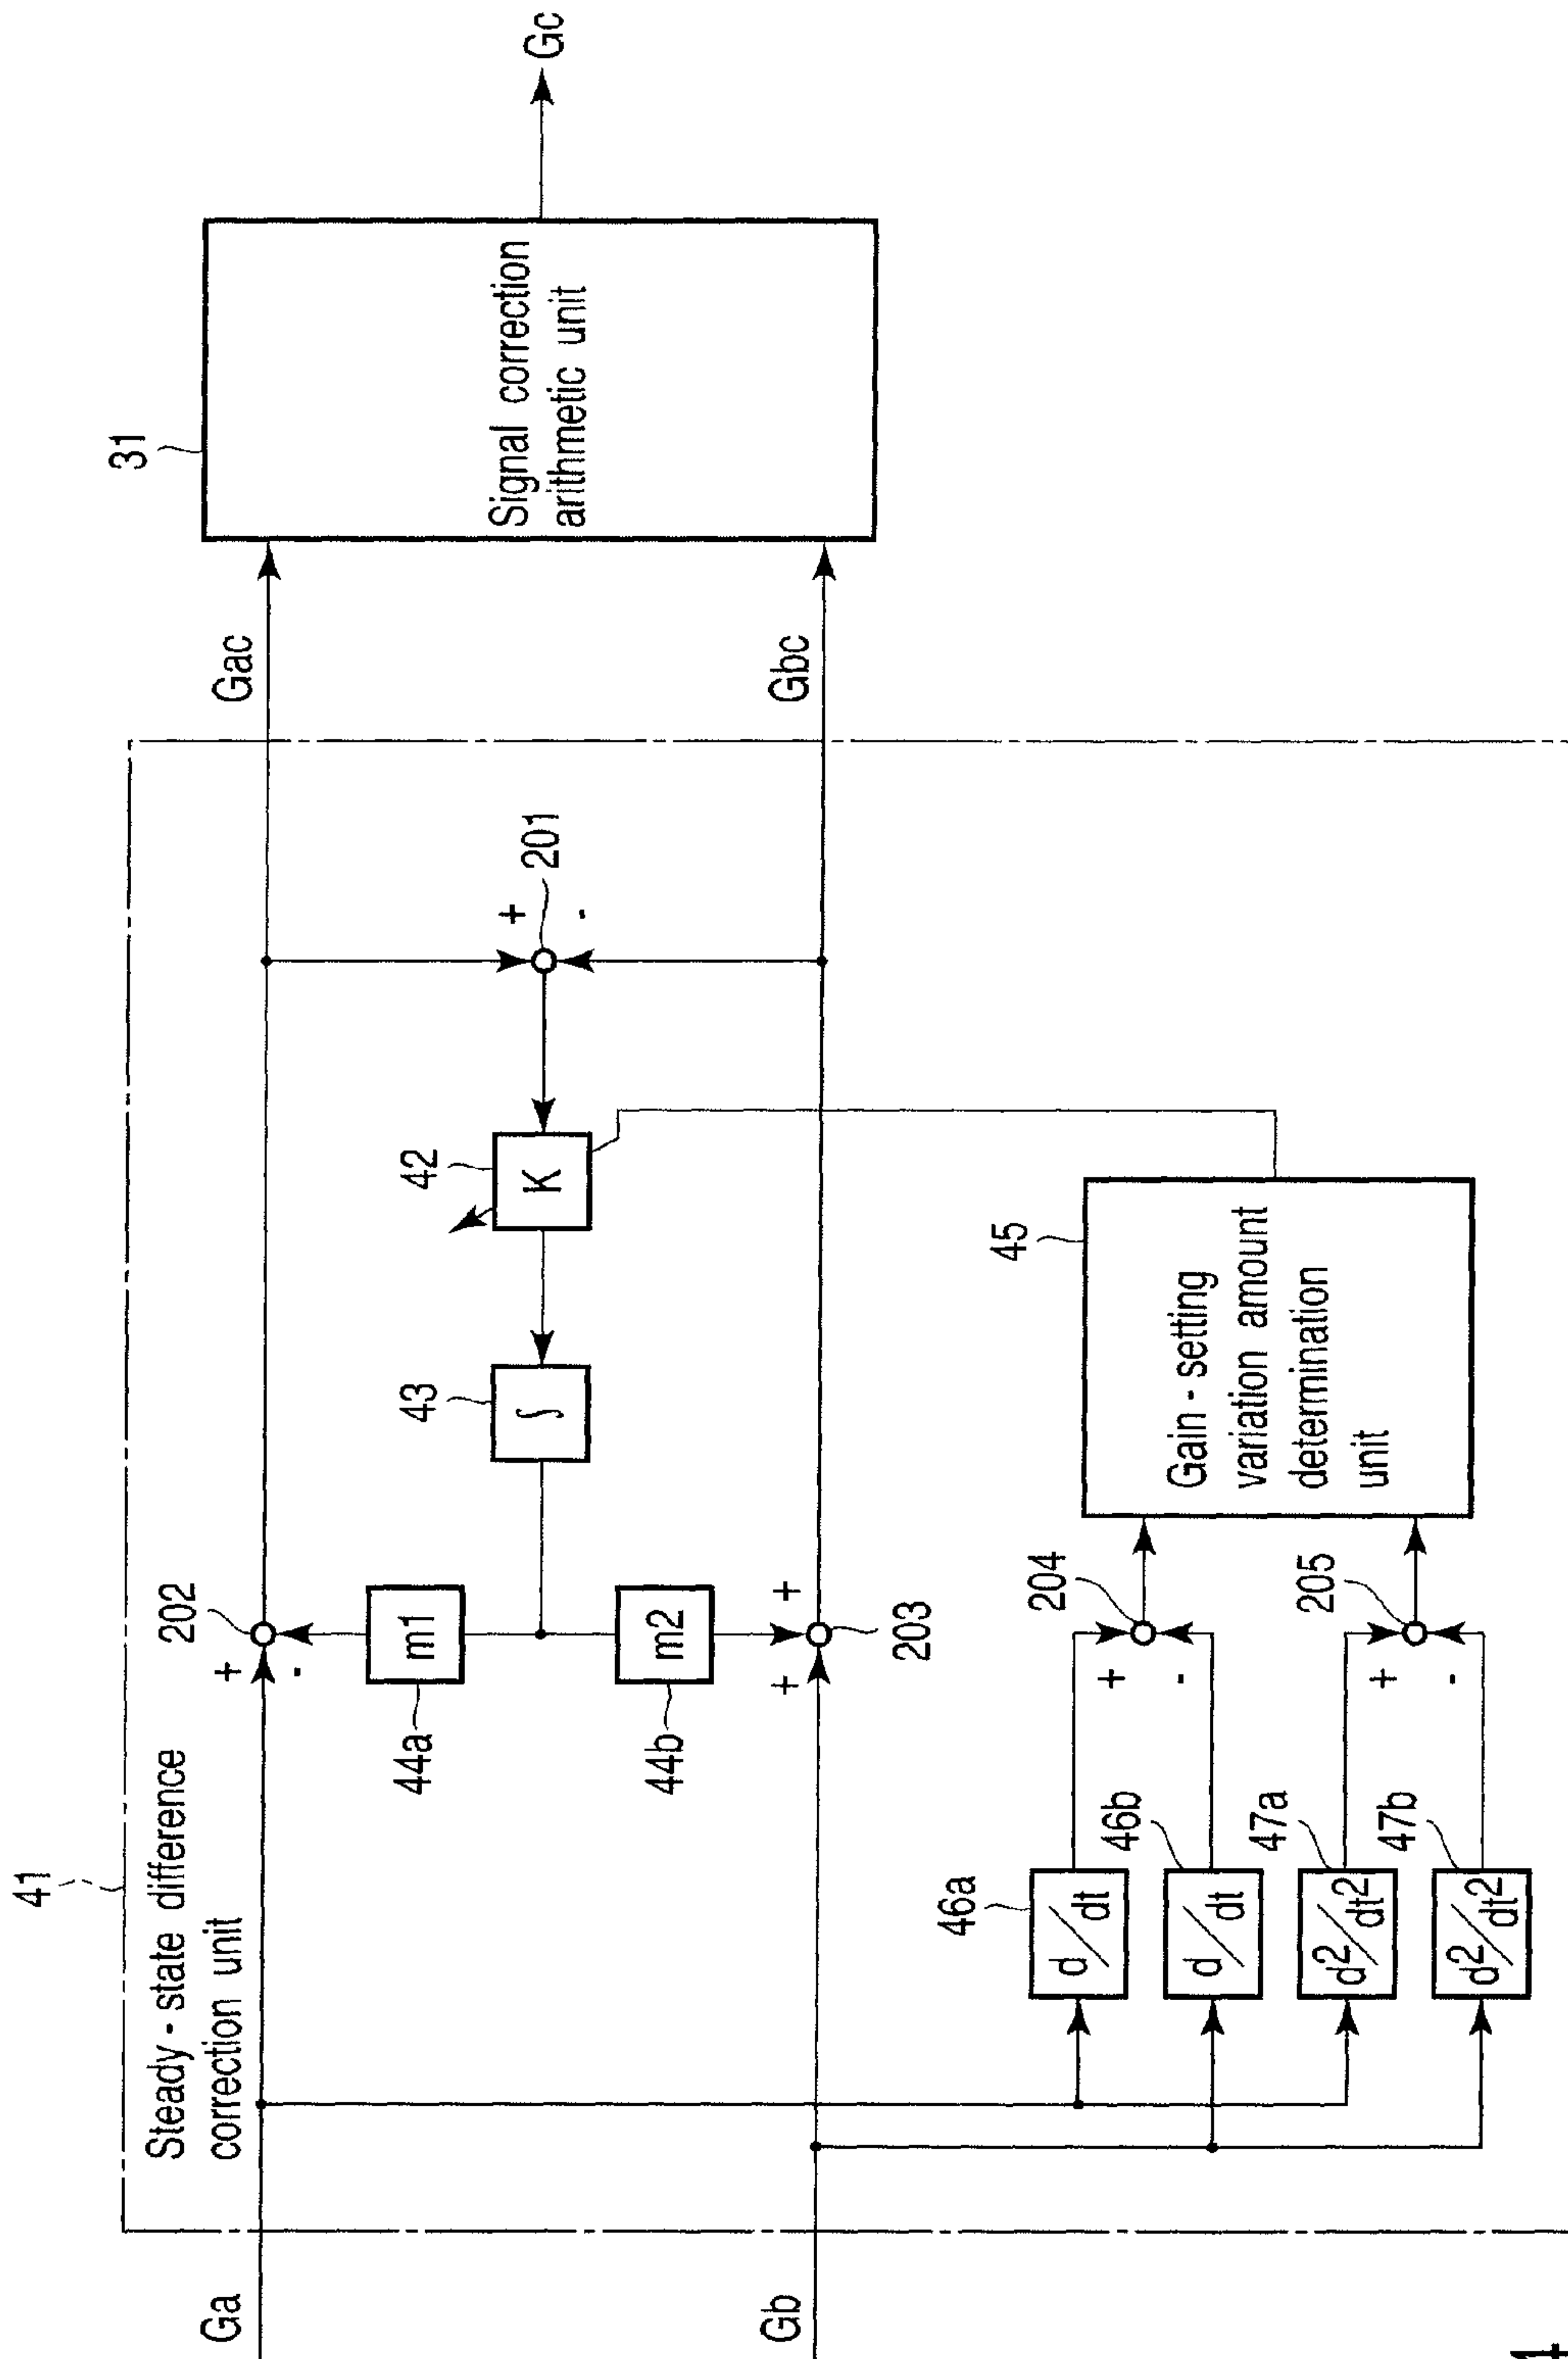 41
Steady - state difference
correction unit
Ga
Gb
202
+
-
m1
44a
m2
44b
+
+
203
43
∫
42
K
201
+
-
Gac
Gbc
31
Signal correction
arithmetic unit
Gc
46a
d/dt
46b
d/dt
47a
d²/dt²
47b
d²/dt²
204
+
-
205
+
-
45
Gain - setting
variation amount
determination
unit